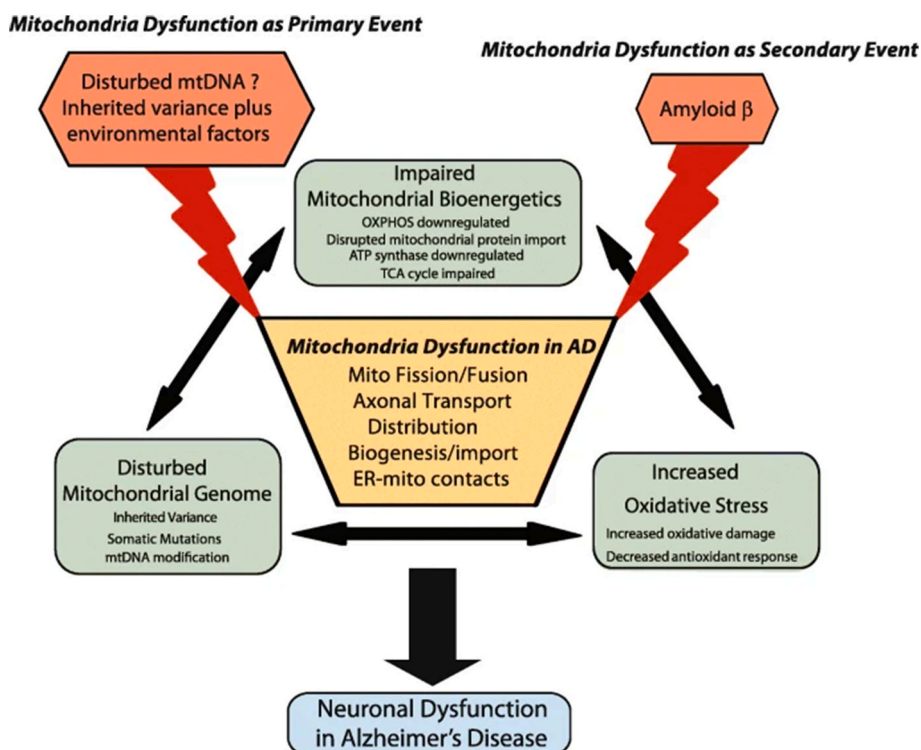 Mitochondria Dysfunction as Primary Event
Mitochondria Dysfunction as Secondary Event
Disturbed mtDNA ?
Inherited variance plus
environmental factors
Amyloid β
Impaired
Mitochondrial Bioenergetics
OXPHOS downregulated
Disrupted mitochondrial protein import
ATP synthase downregulated
TCA cycle impaired
Mitochondria Dysfunction in AD
Mito Fission/Fusion
Axonal Transport
Distribution
Biogenesis/import
ER-mito contacts
Disturbed
Mitochondrial Genome
Inherited Variance
Somatic Mutations
mtDNA modification
Increased
Oxidative Stress
Increased oxidative damage
Decreased antioxidant response
Neuronal Dysfunction
in Alzheimer's Disease